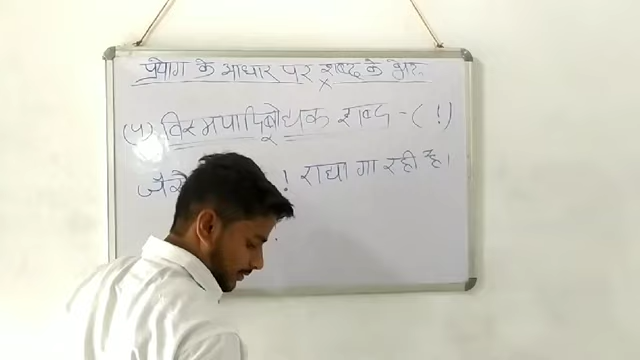 प्रयोग के आधार पर शब्द के भेद
(५) विस्मयादिबोधक शब्द - ( ! )
जैसे ! राधा गा रही है।